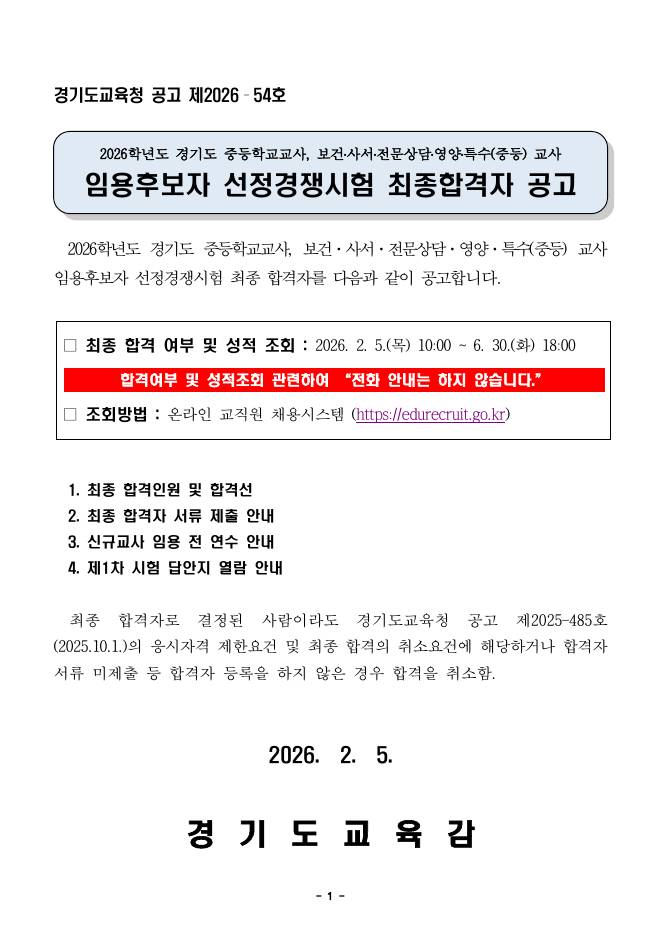 경기도교육청 공고 제2026 - 54호
2026학년도 경기도 중등학교교사, 보건·사서·전문상담·영양·특수(중등) 교사
임용후보자 선정경쟁시험 최종합격자 공고
2026학년도 경기도 중등학교교사, 보건·사서·전문상담·영양·특수(중등) 교사
임용후보자 선정경쟁시험 최종 합격자를 다음과 같이 공고합니다.
□ 최종 합격 여부 및 성적 조회 : 2026. 2. 5.(목) 10:00 ~ 6. 30.(화) 18:00
합격여부 및 성적조회 관련하여 “전화 안내는 하지 않습니다.”
□ 조회방법 : 온라인 교직원 채용시스템 (https://edurecruit.go.kr)
1. 최종 합격인원 및 합격선
2. 최종 합격자 서류 제출 안내
3. 신규교사 임용 전 연수 안내
4. 제1차 시험 답안지 열람 안내
최종 합격자로 결정된 사람이라도 경기도교육청 공고 제2025-485호
(2025.10.1.)의 응시자격 제한요건 및 최종 합격의 취소요건에 해당하거나 합격자
서류 미제출 등 합격자 등록을 하지 않은 경우 합격을 취소함.
2026. 2. 5.
경 기 도 교 육 감
- 1 -